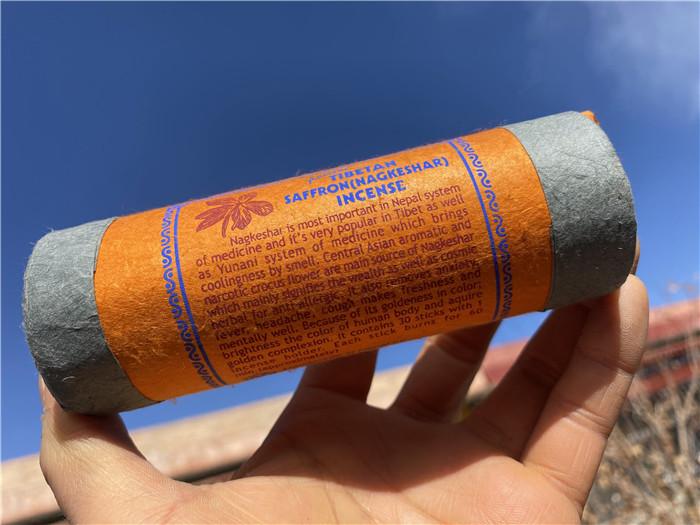 TIBETAN
SAFFRON(NAGKESHAR)
INCENSE
Nagkeshar is most important in Nepal system
of medicine and it's very popular in Tibet as well
as Yunani system of medicine which brings
coolingness by smell. Central Asian aromatic and
narcotic crocus flower are main source of Nagkeshar
which mainly signifies the wealth as well as cosmic
herbal for anti allergic, it also removes anxiety,
fever, headache, cough makes freshness and
mentally well. Because of its goldeness in color,
brightness the color of human body and aquire
golden complexion. It contains 30 sticks with 1
incense holder. Each stick burns for 60
min. (approximately)